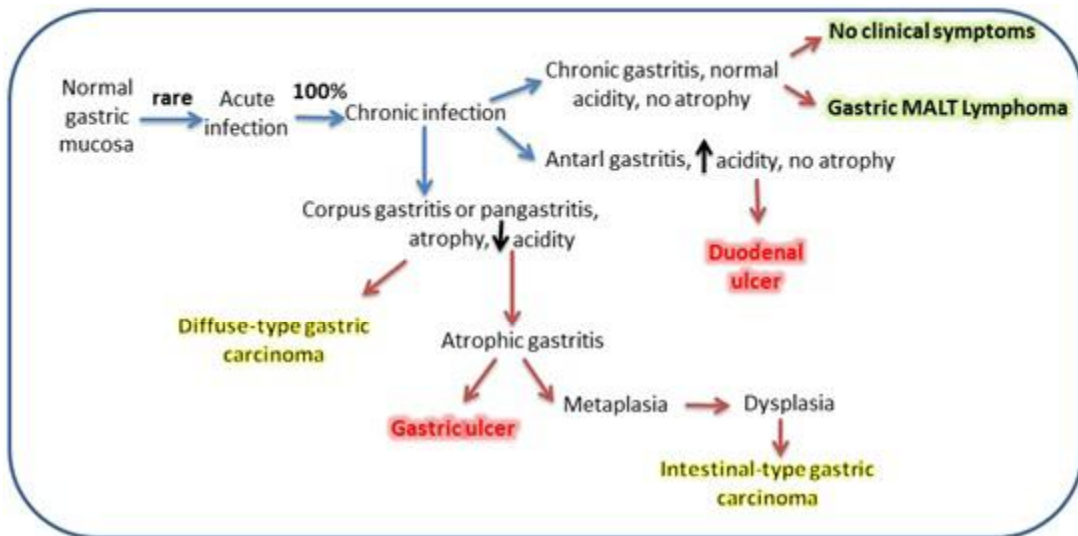 No clinical symptoms
Normal
gastric
mucosa
rare
Acute
infection
100%
Chronic infection
Chronic gastritis, normal
acidity, no atrophy
Gastric MALT Lymphoma
Antarl gastritis, acidity, no atrophy
Corpus gastritis or pangastritis,
atrophy, acidity
Duodenal
ulcer
Diffuse-type gastric
carcinoma
Atrophic gastritis
Gastric ulcer
Metaplasia
Dysplasia
Intestinal-type gastric
carcinoma